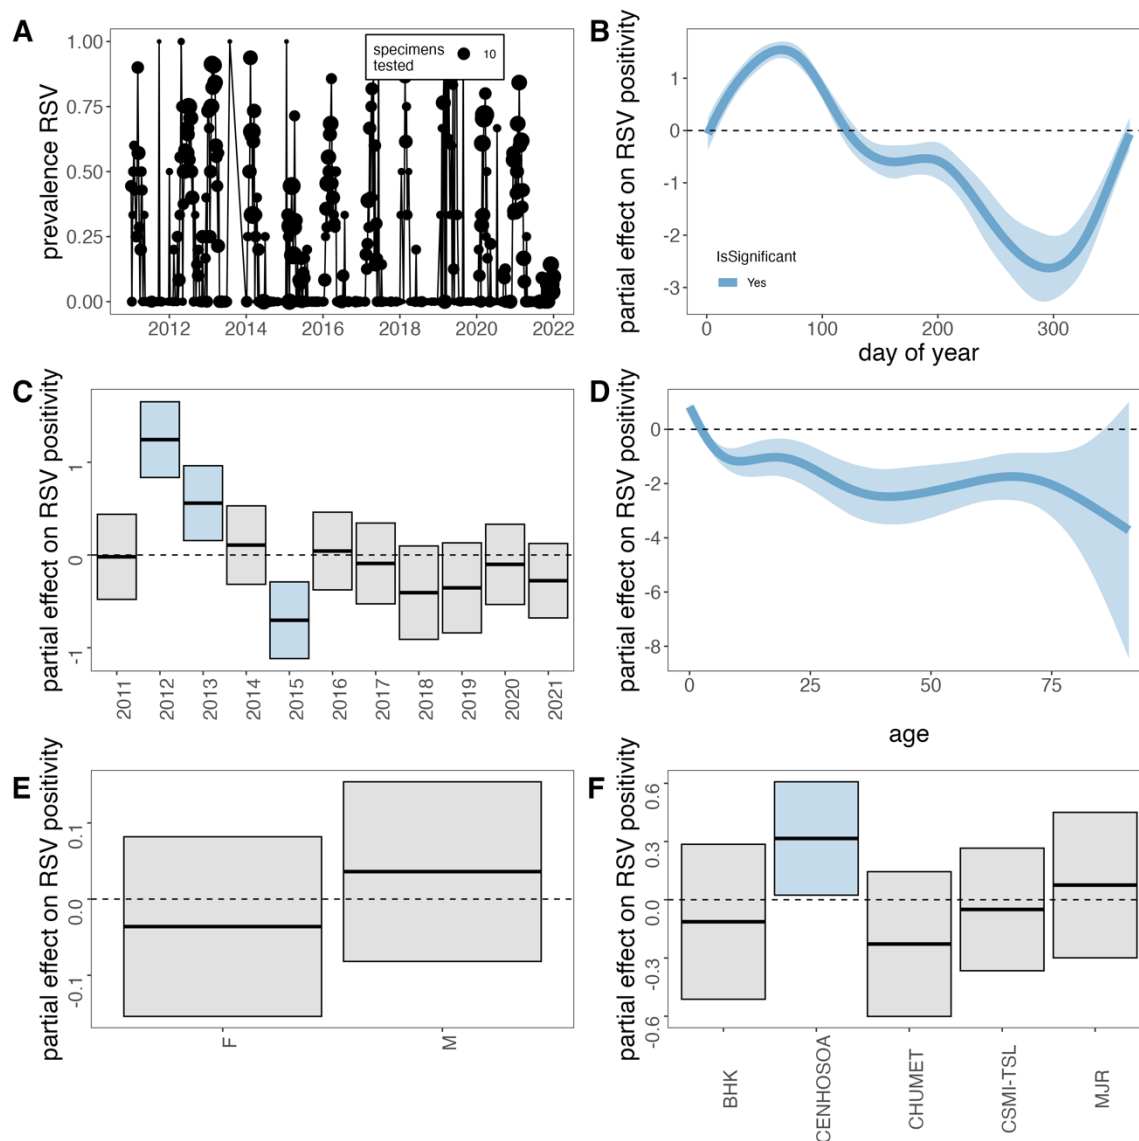 A
prevalence RSV
1.00
0.75
0.50
0.25
0.00
specimens
tested
10
2012
2014
2016
2018
2020
2022
B
partial effect on RSV positivity
1
0
-1
-2
-3
IsSignificant
Yes
0
100
200
300
day of year
C
partial effect on RSV positivity
1
0
-1
2011
2012
2013
2014
2015
2016
2017
2018
2019
2020
2021
D
partial effect on RSV positivity
0
-2
-4
-6
-8
0
25
50
75
age
E
partial effect on RSV positivity
0.1
0.0
-0.1
F
M
F
partial effect on RSV positivity
0.6
0.3
0.0
-0.3
-0.6
BHK
CENHOSOA
CHUMET
CSMI-TSL
MJR